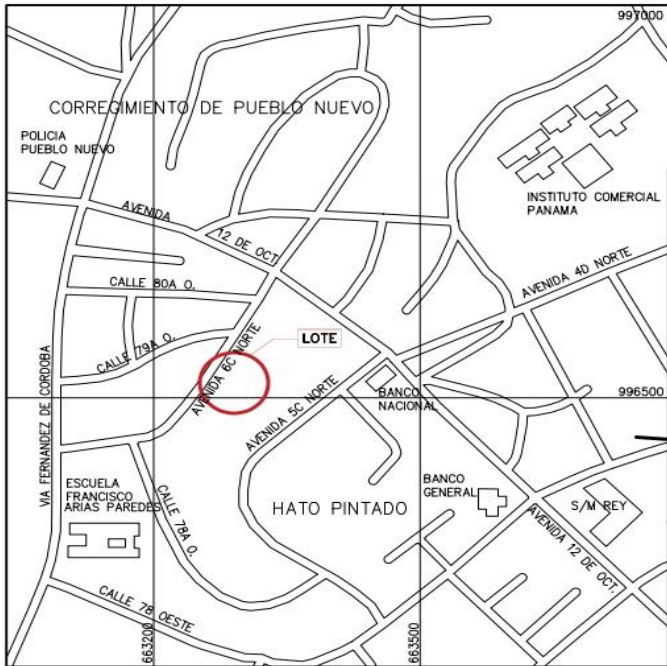 997000
CORREGIMIENTO DE PUEBLO NUEVO
POLICIA
PUEBLO NUEVO
INSTITUTO COMERCIAL
PANAMA
AVENIDA
12 DE OCT.
AVENIDA 4D NORTE
CALLE 80A O.
CALLE 79A O.
LOTE
AVENIDA 6C NORTE
AVENIDA 5C NORTE
BANCO
NACIONAL
996500
VIA FERNANDEZ DE CORDOBA
ESCUELA
FRANCISCO
ARIAS PAREDES
CALLE 78A O.
HATO PINTADO
BANCO
GENERAL
S/M REY
AVENIDA 12 DE OCT.
CALLE 78 OESTE
663200
663500